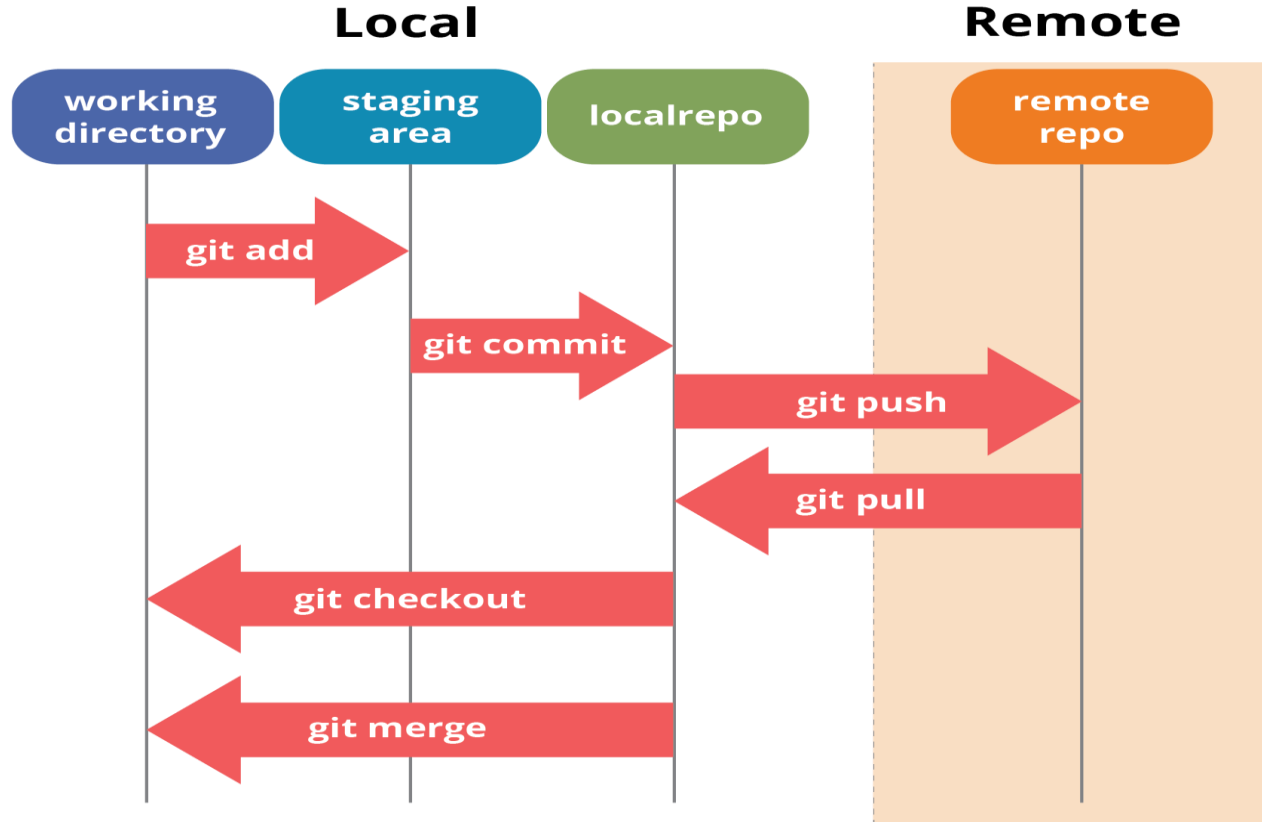 Local
Remote
working
directory
staging
area
localrepo
remote
repo
git add
git commit
git push
git pull
git checkout
git merge